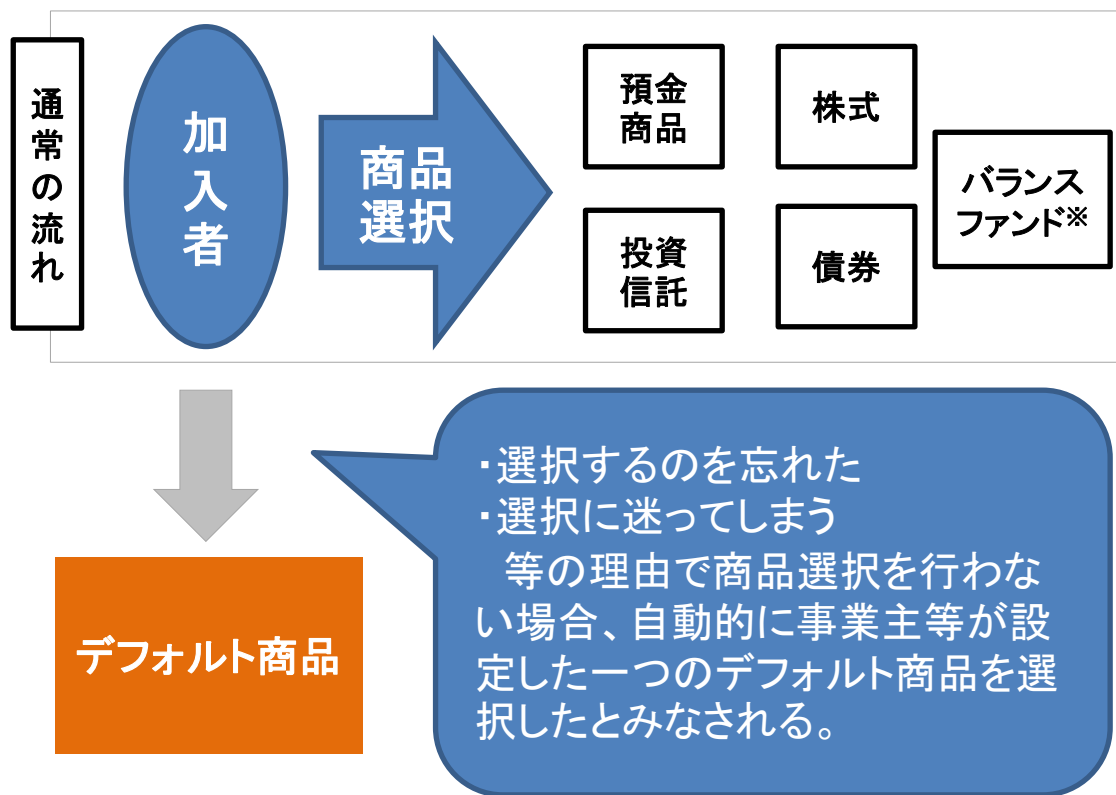 通常の流れ
加入者
商品
選択
預金
商品
株式
投資
信託
債券
バランス
ファンド※
・選択するのを忘れた
・選択に迷ってしまう
　等の理由で商品選択を行わな
い場合、自動的に事業主等が設
定した一つのデフォルト商品を選
択したとみなされる。
デフォルト商品